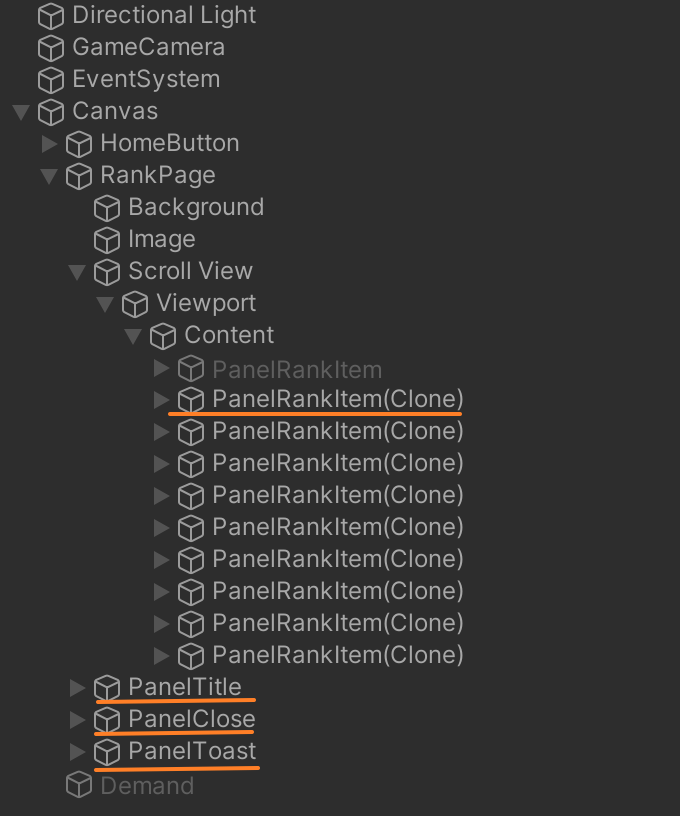 Directional Light
GameCamera
EventSystem
Canvas
HomeButton
RankPage
Background
Image
Scroll View
Viewport
Content
PanelRankItem
PanelRankItem(Clone)
PanelRankItem(Clone)
PanelRankItem(Clone)
PanelRankItem(Clone)
PanelRankItem(Clone)
PanelRankItem(Clone)
PanelRankItem(Clone)
PanelRankItem(Clone)
PanelRankItem(Clone)
PanelTitle
PanelClose
PanelToast
Demand